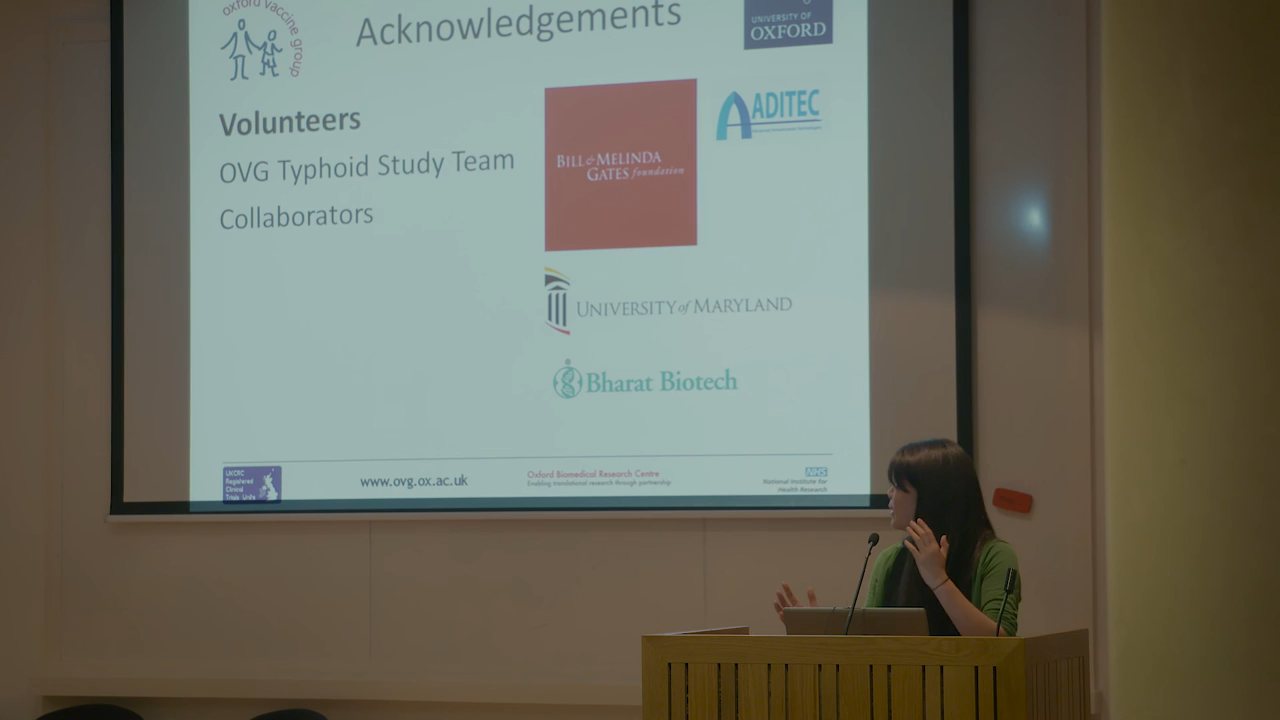 oxford vaccine group
Acknowledgements
UNIVERSITY OF
OXFORD
Volunteers
OVG Typhoid Study Team
Collaborators
BILL & MELINDA
GATES foundation
ADITEC
UNIVERSITY of MARYLAND
Bharat Biotech
UKCRC
Registered
Clinical
Trials Units
www.ovg.ox.ac.uk
Oxford Biomedical Research Centre
Enabling translational research through partnership
NHS
National Institute for
Health Research